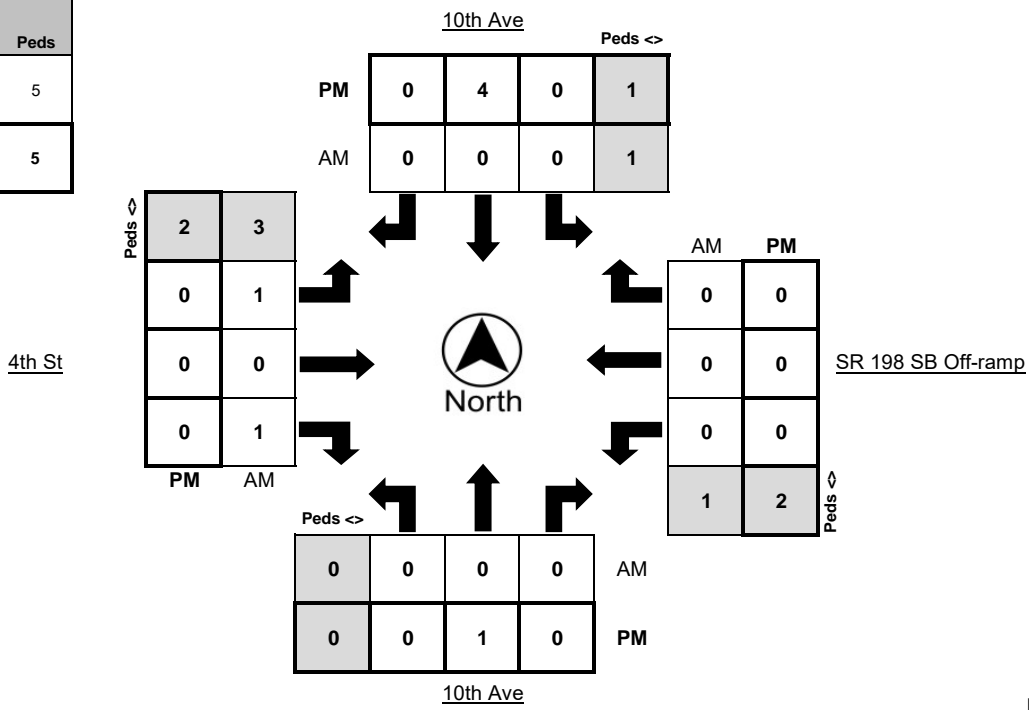 10th Ave
Peds
Peds <>
5
PM 0 4 0 1
AM 0 0 0 1
5
Peds <>
2 3
AM PM
0 1
0 0
4th St
0 0
0 0
SR 198 SB Off-ramp
North
0 1
0 0
PM AM
1 2
Peds <>
Peds <>
0 0 0 0 AM
0 0 1 0 PM
10th Ave